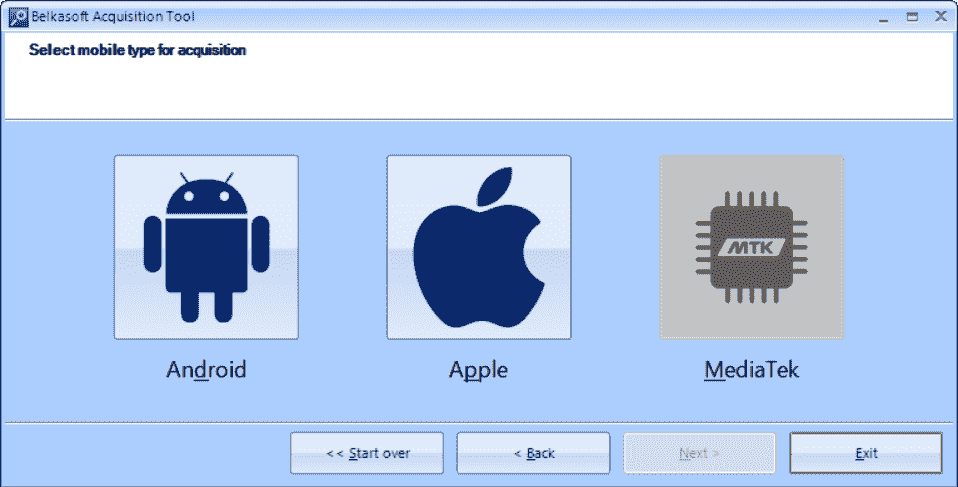 Belkasoft Acquisition Tool
Select mobile type for acquisition
MTK
Android
Apple
MediaTek
<< Start over
< Back
Next >
Exit